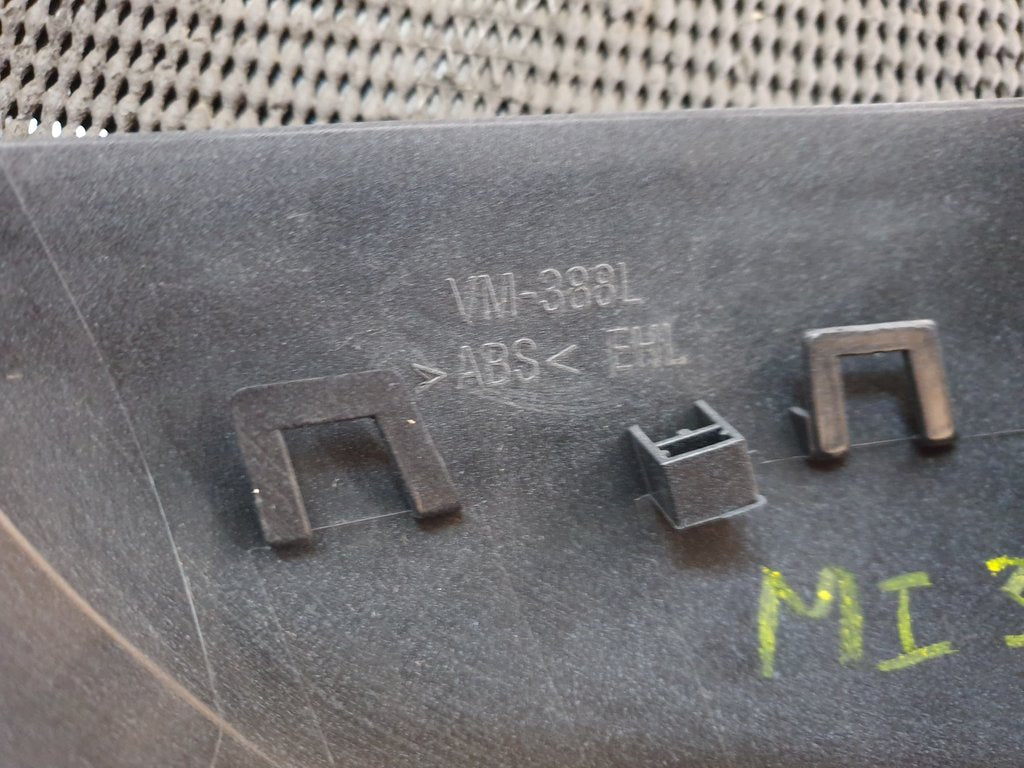 VM-388L
>ABS< EHL
MI